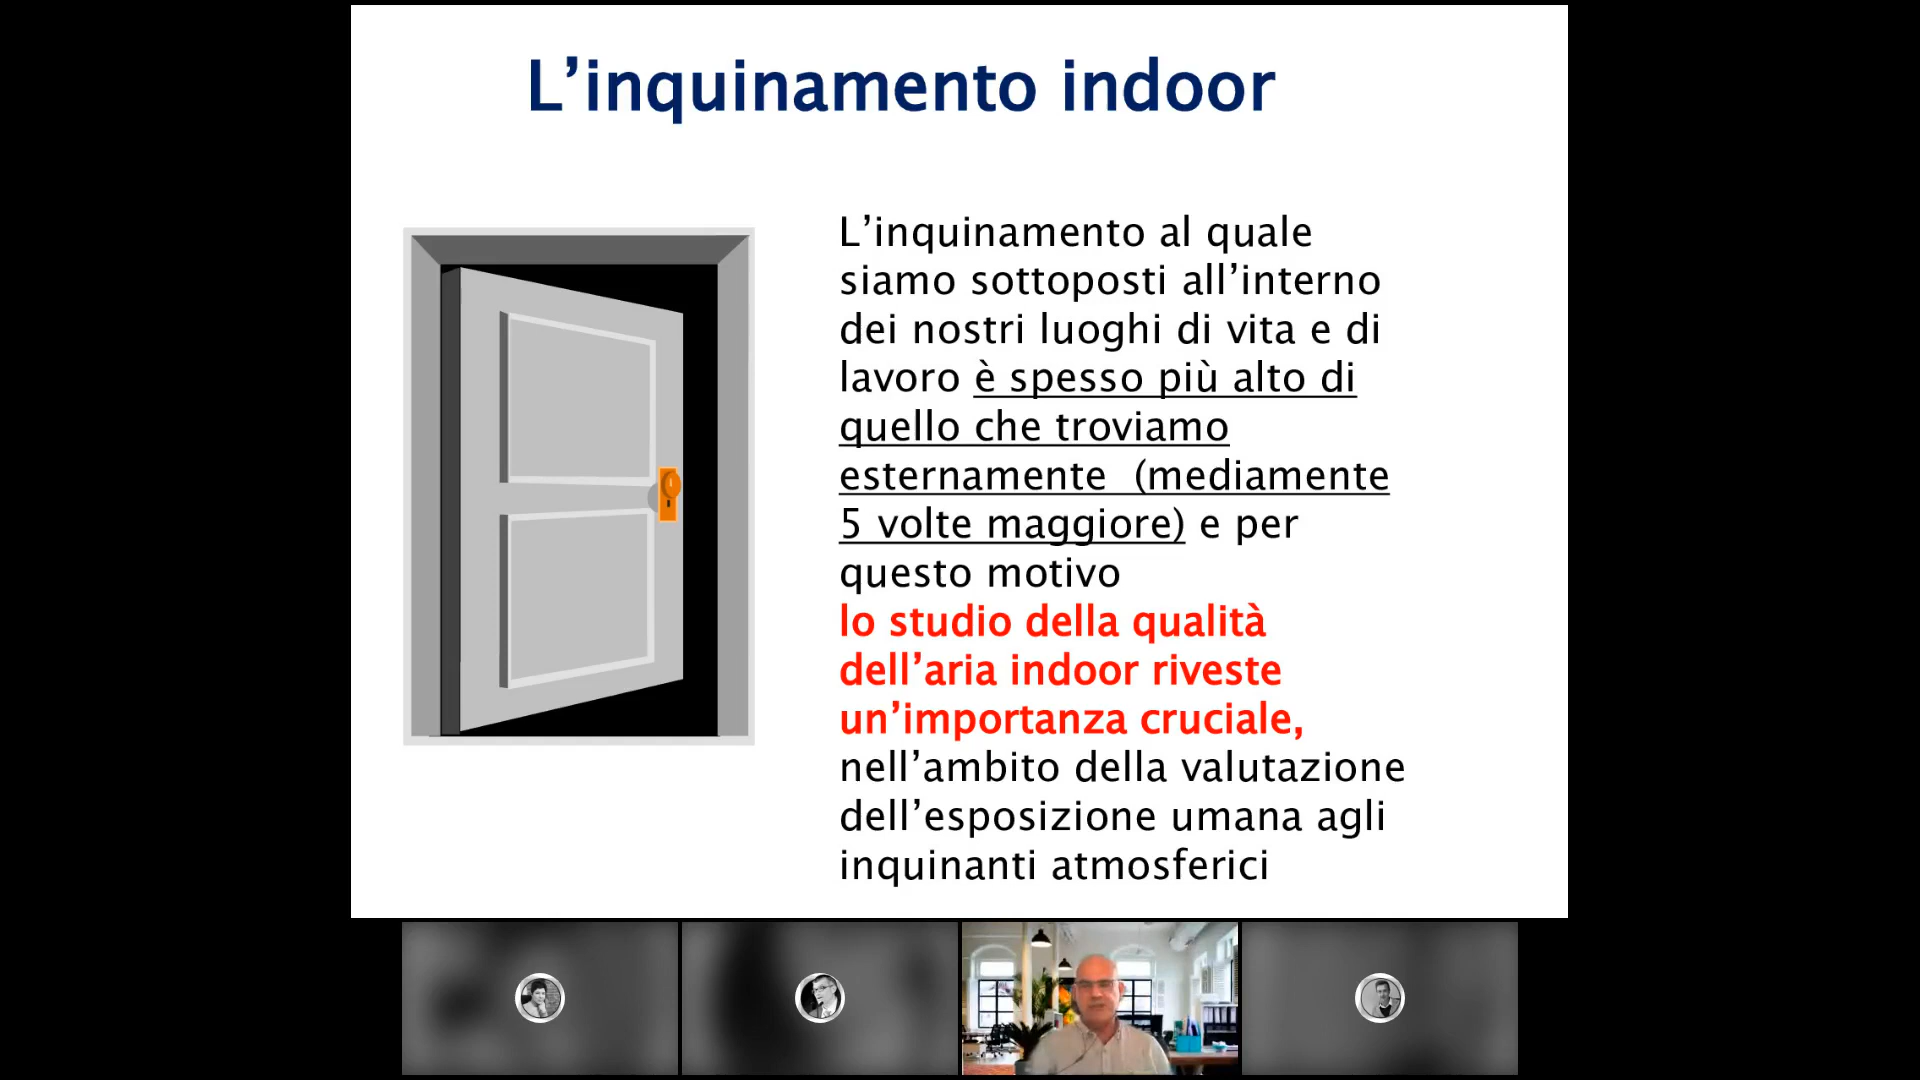 L’inquinamento indoor
L’inquinamento al quale
siamo sottoposti all’interno
dei nostri luoghi di vita e di
lavoro è spesso più alto di
quello che troviamo
esternamente  (mediamente
5 volte maggiore) e per
questo motivo
lo studio della qualità
dell’aria indoor riveste
un’importanza cruciale,
nell’ambito della valutazione
dell’esposizione umana agli
inquinanti atmosferici